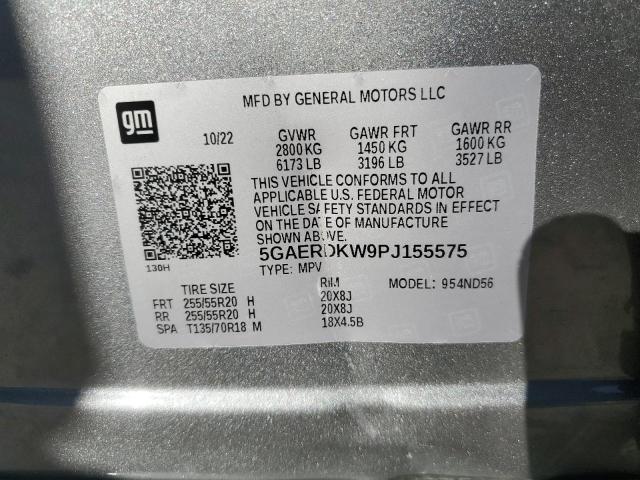 MFD BY GENERAL MOTORS LLC
gm
10/22 GVWR GAWR FRT GAWR RR
2800 KG 1450 KG 1600 KG
6173 LB 3196 LB 3527 LB
THIS VEHICLE CONFORMS TO ALL
APPLICABLE U.S. FEDERAL MOTOR
VEHICLE SAFETY STANDARDS IN EFFECT
ON THE DATE OF MANUFACTURE
SHOWN ABOVE.
5GAERDKW9PJ155575
130H
TYPE: MPV MODEL: 954ND56
TIRE SIZE RIM
FRT 255/55R20 H 20X8J
RR 255/55R20 H 20X8J
SPA T135/70R18 M 18X4.5B